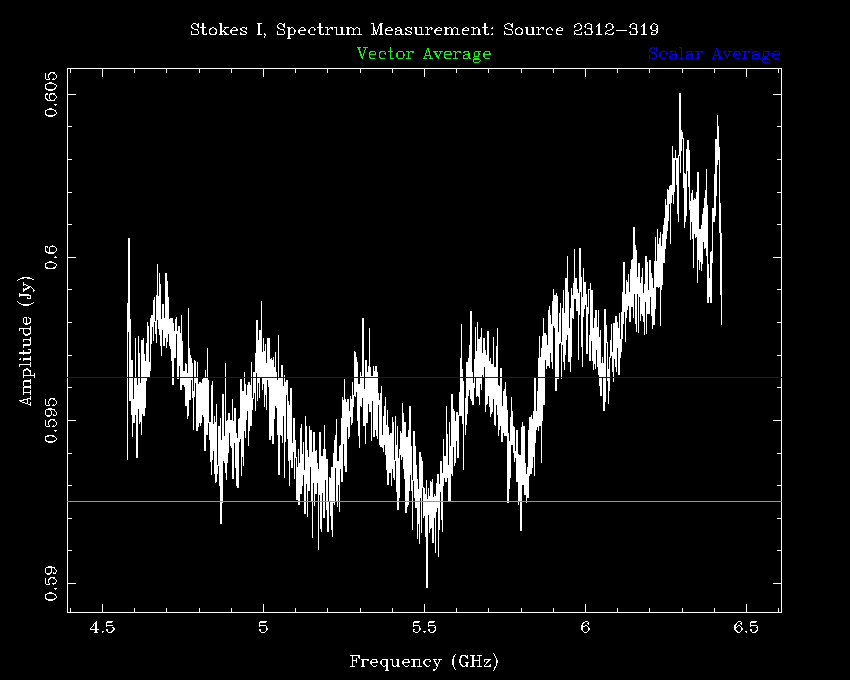 Stokes I, Spectrum Measurement: Source 2312-319
Vector Average Scalar Average
0.605
0.6
0.595
0.59
Amplitude (Jy)
4.5 5 5.5 6 6.5
Frequency (GHz)